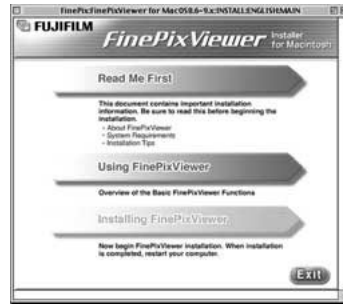 FinePix:FinePixViewer for MacOS8.6-9.x:INSTALL:ENGLISH:MAIN
FUJIFILM
FinePixViewer Installer for Macintosh
Read Me First
This document contains important installation
information. Be sure to read this before beginning the
installation.
- About FinePixViewer
- System Requirements
- Installation Tips
Using FinePixViewer
Overview of the Basic FinePixViewer Functions
Installing FinePixViewer
Now begin FinePixViewer installation. When installation
is completed, restart your computer.
Exit